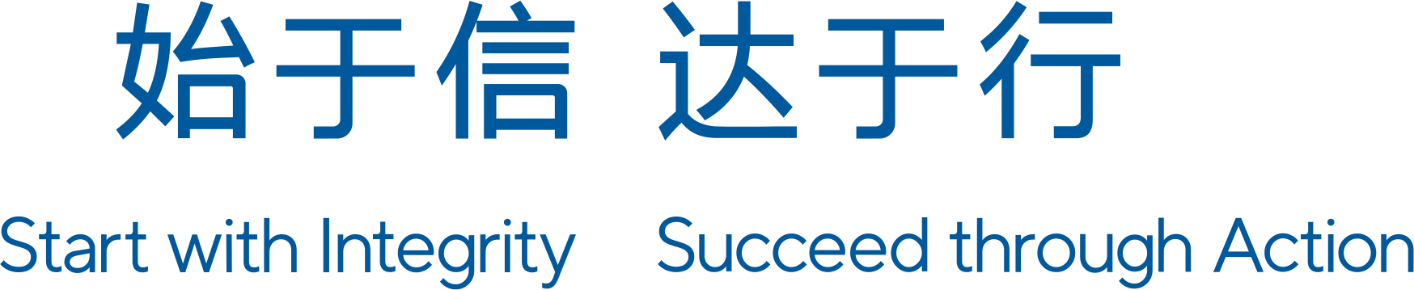 始于信 达于行
Start with Integrity Succeed through Action